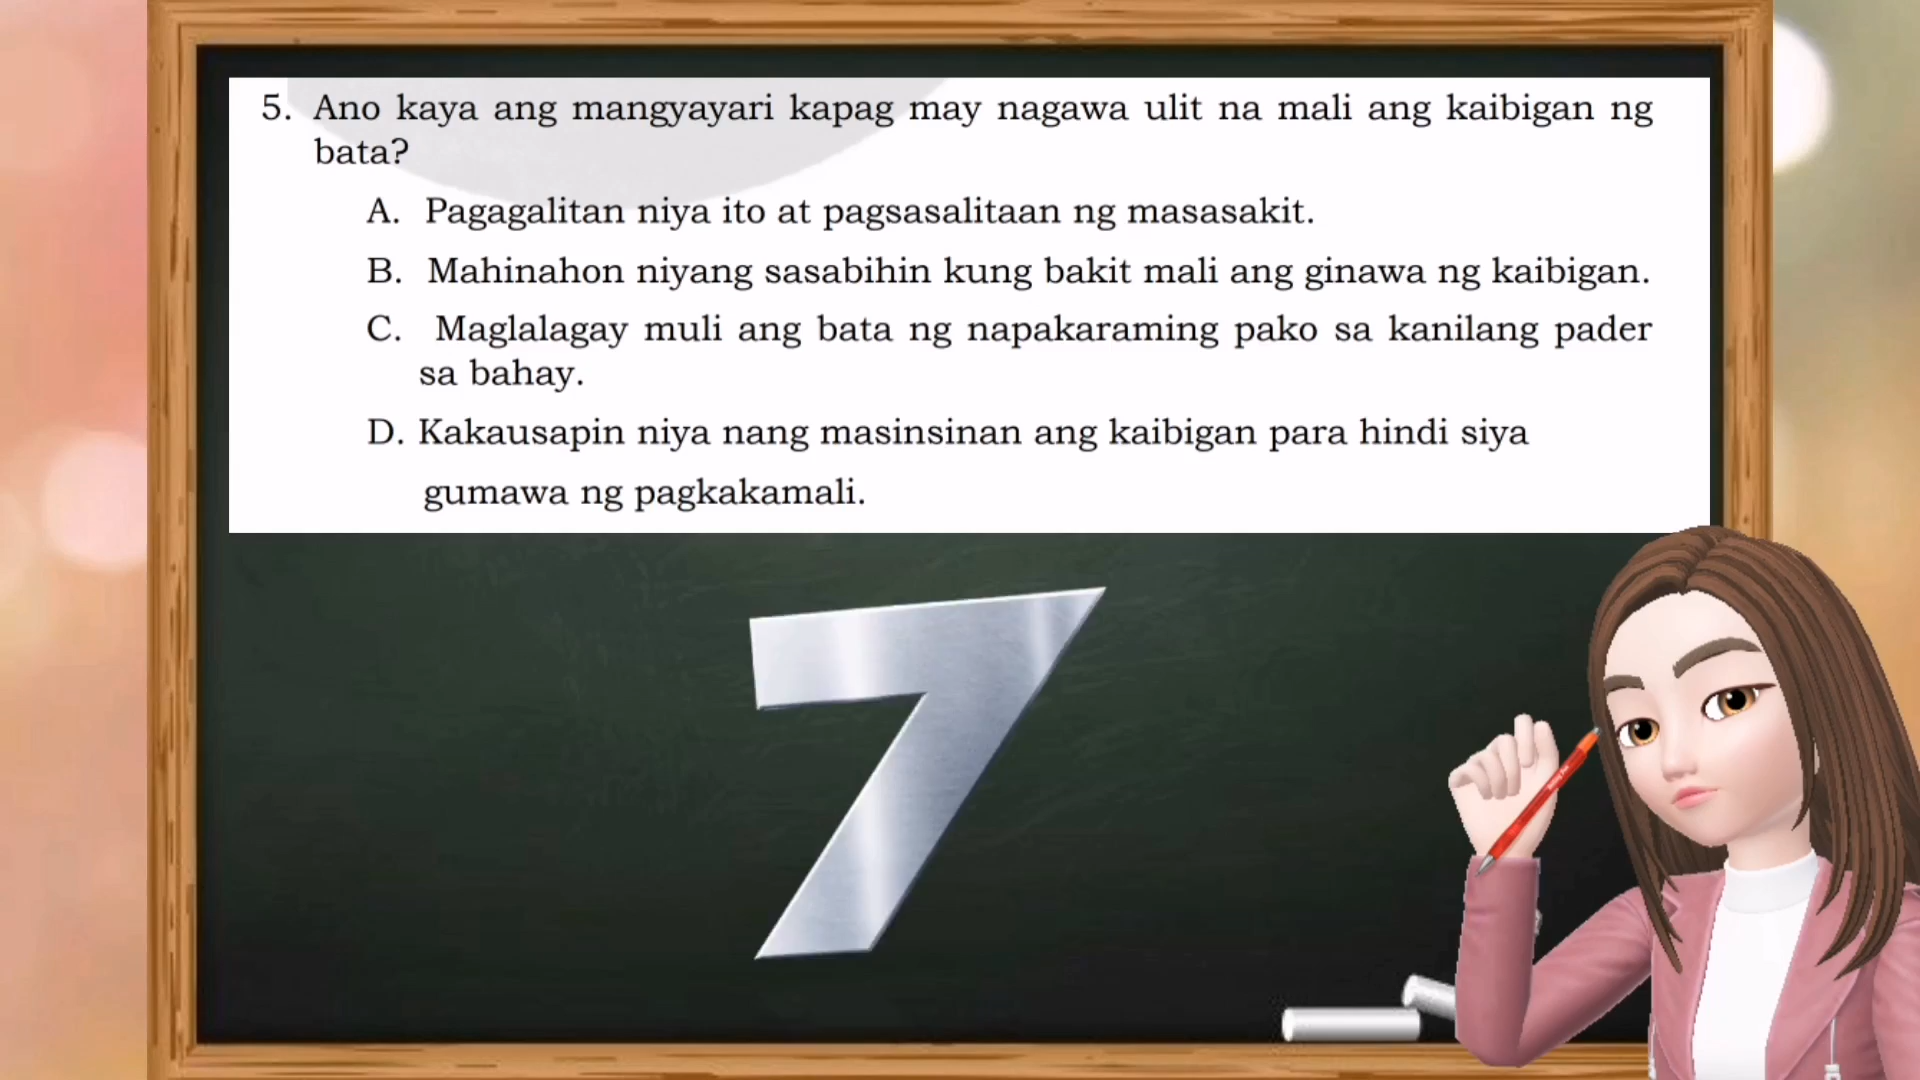 5. Ano kaya ang mangyayari kapag may nagawa ulit na mali ang kaibigan ng
bata?
A. Pagagalitan niya ito at pagsasalitaan ng masasakit.
B. Mahinahon niyang sasabihin kung bakit mali ang ginawa ng kaibigan.
C. Maglalagay muli ang bata ng napakaraming pako sa kanilang pader
sa bahay.
D. Kakausapin niya nang masinsinan ang kaibigan para hindi siya
gumawa ng pagkakamali.
7